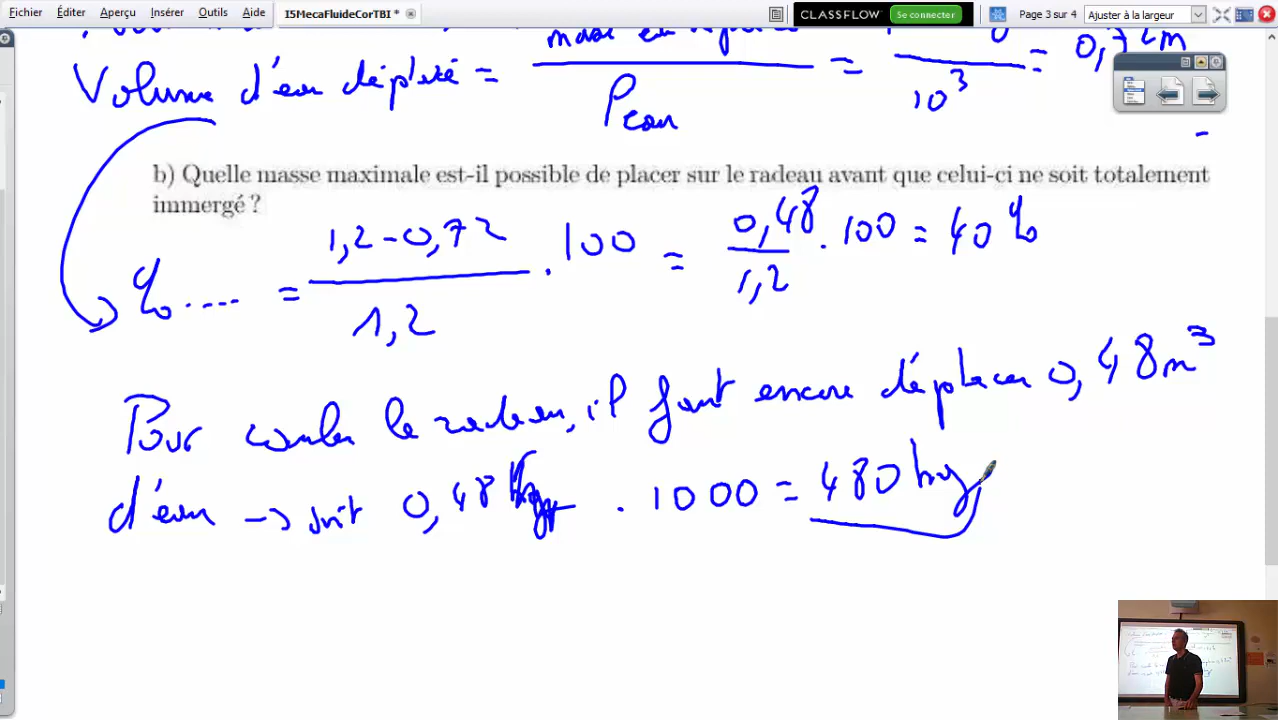 Fichier Éditer Aperçu Insérer Outils Aide I5MecaFluideCorTBI * CLASSFLOW Se connecter Page 3 sur 4 Ajuster à la largeur
Volume d'eau déplacé = ρeau = 10³ = 0,72m
b) Quelle masse maximale est-il possible de placer sur le radeau avant que celui-ci ne soit totalement
immergé ?
% .... = 1,2 - 0,72 / 1,2 . 100 = 0,48 / 1,2 . 100 = 40 %
Pour couler le radeau, il faut encore déplacer 0,48 m³
d'eau → soit 0,48 . 1000 = 480 kg